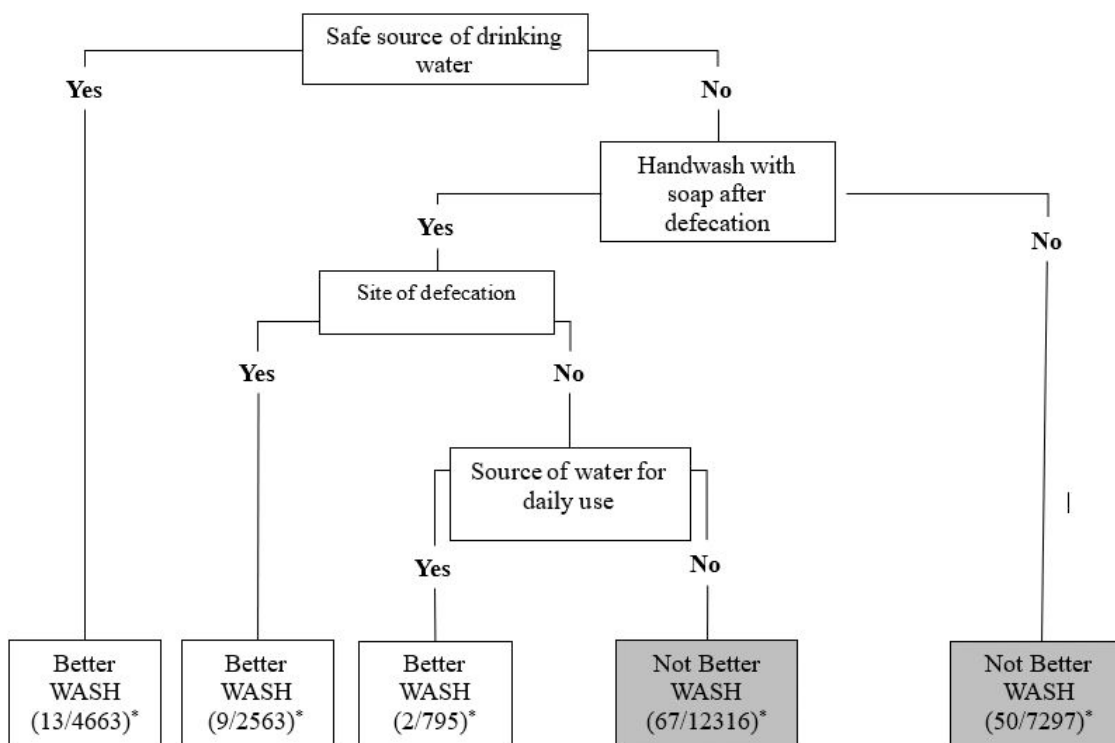 Safe source of drinking
water
Yes
No
Handwash with
soap after
defecation
Yes
No
Site of defecation
Yes
No
Source of water for
daily use
Yes
No
Better
WASH
(13/4663)*
Better
WASH
(9/2563)*
Better
WASH
(2/795)*
Not Better
WASH
(67/12316)*
Not Better
WASH
(50/7297)*